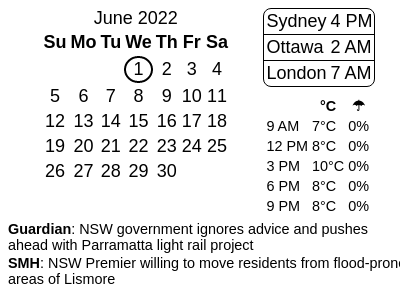 June 2022
Su Mo Tu We Th Fr Sa
1 2 3 4
5 6 7 8 9 10 11
12 13 14 15 16 17 18
19 20 21 22 23 24 25
26 27 28 29 30
Sydney 4 PM
Ottawa 2 AM
London 7 AM
°C ☂
9 AM 7°C 0%
12 PM 8°C 0%
3 PM 10°C 0%
6 PM 8°C 0%
9 PM 8°C 0%
Guardian: NSW government ignores advice and pushes
ahead with Parramatta light rail project
SMH: NSW Premier willing to move residents from flood-prone
areas of Lismore